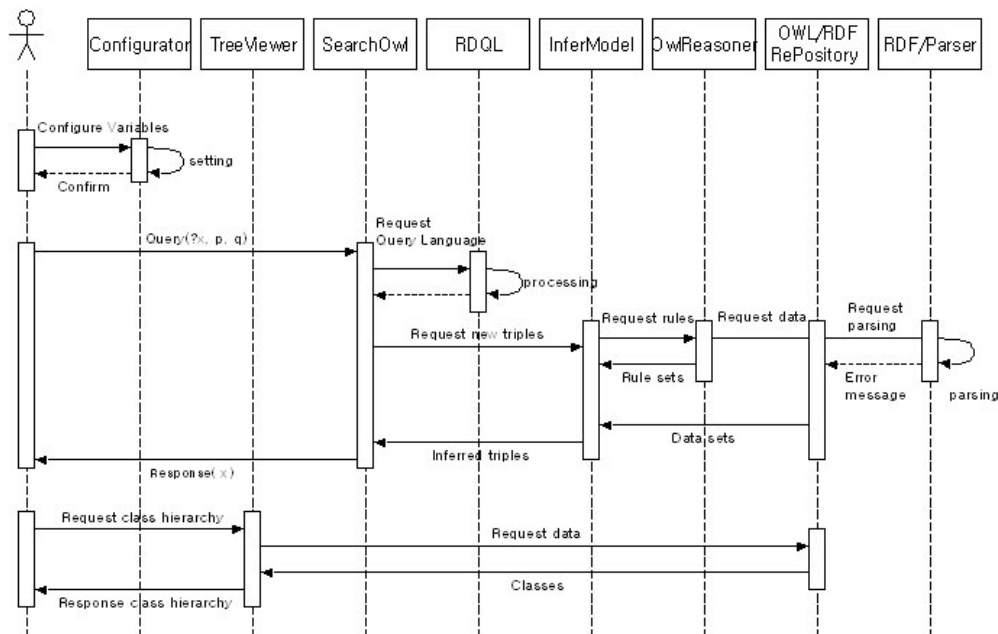 Configurator
TreeViewer
SearchOwl
RDQL
InferModel
OwlReasoner
OWL/RDF
RePository
RDF/Parser
Configure Variables
setting
Confirm
Query(?x, p, q)
Request
Query Language
processing
Request new triples
Request rules
Request data
Request
parsing
Rule sets
Error
message
parsing
Data sets
Inferred triples
Response( x)
Request class hierarchy
Request data
Classes
Response class hierarchy